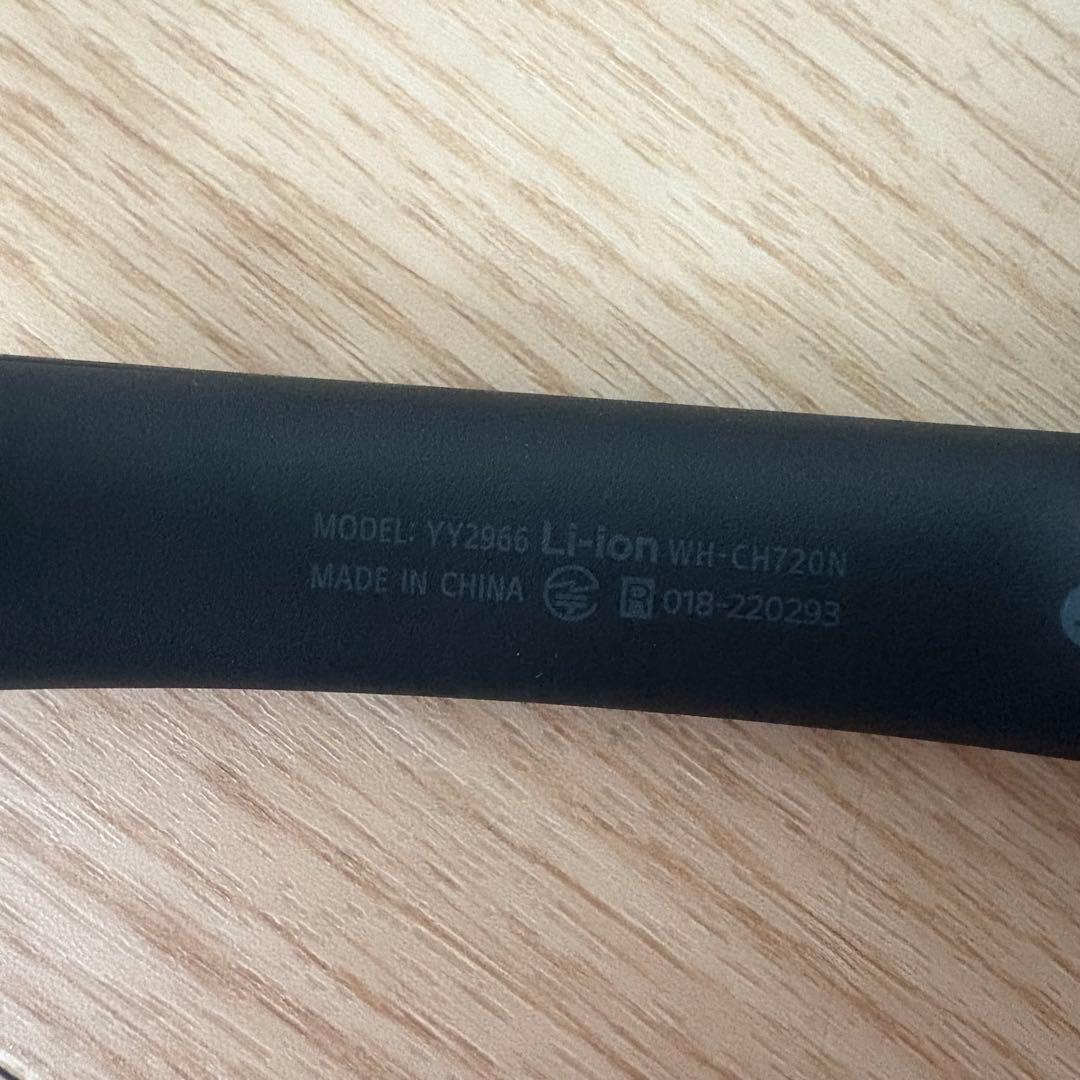 MODEL: YY2966 Li-ion WH-CH720N
MADE IN CHINA R 018-220293